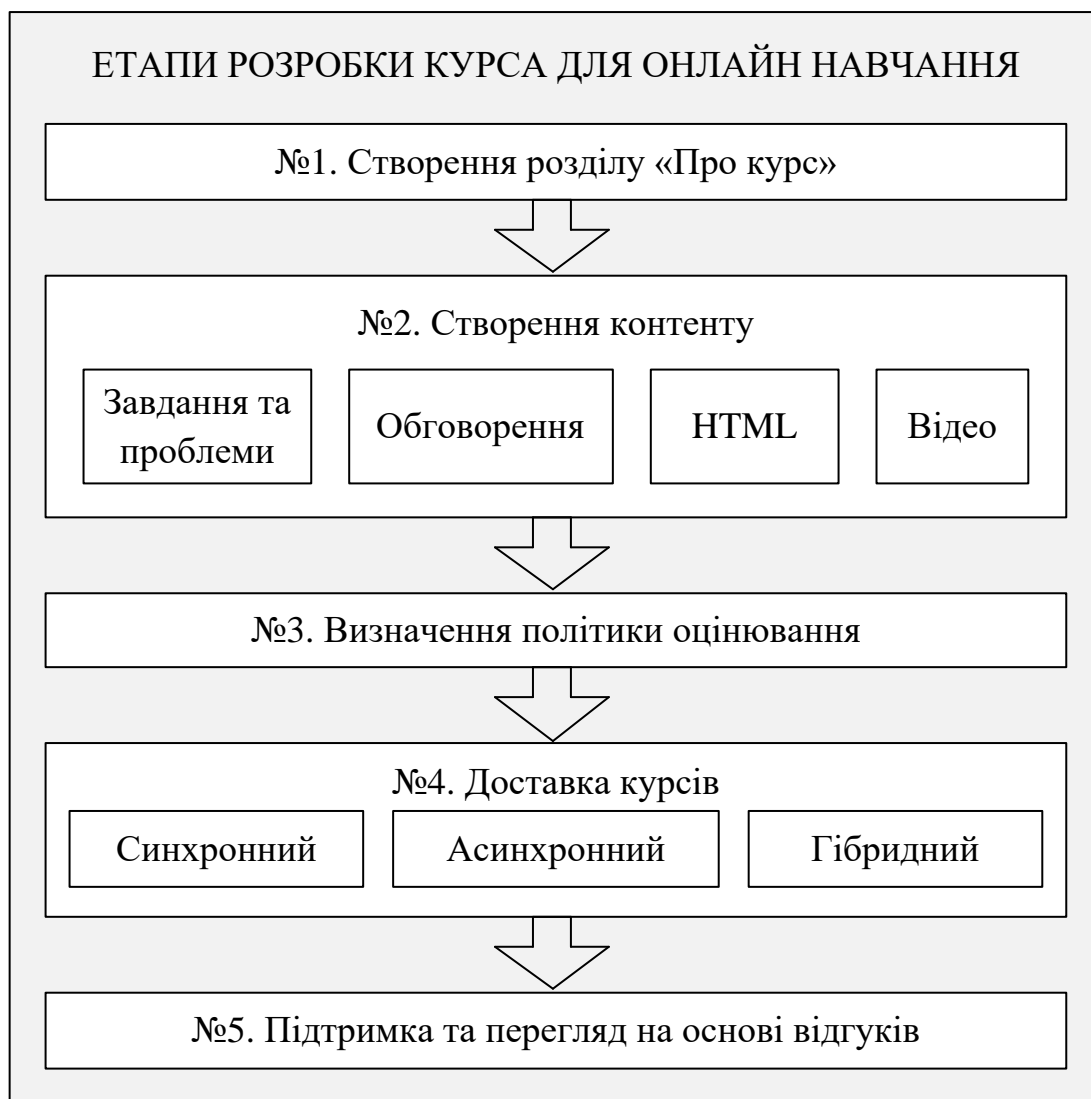 ЕТАПИ РОЗРОБКИ КУРСА ДЛЯ ОНЛАЙН НАВЧАННЯ
№1. Створення розділу «Про курс»
№2. Створення контенту
Завдання та
проблеми
Обговорення
HTML
Відео
№3. Визначення політики оцінювання
№4. Доставка курсів
Синхронний
Асинхронний
Гібридний
№5. Підтримка та перегляд на основі відгуків